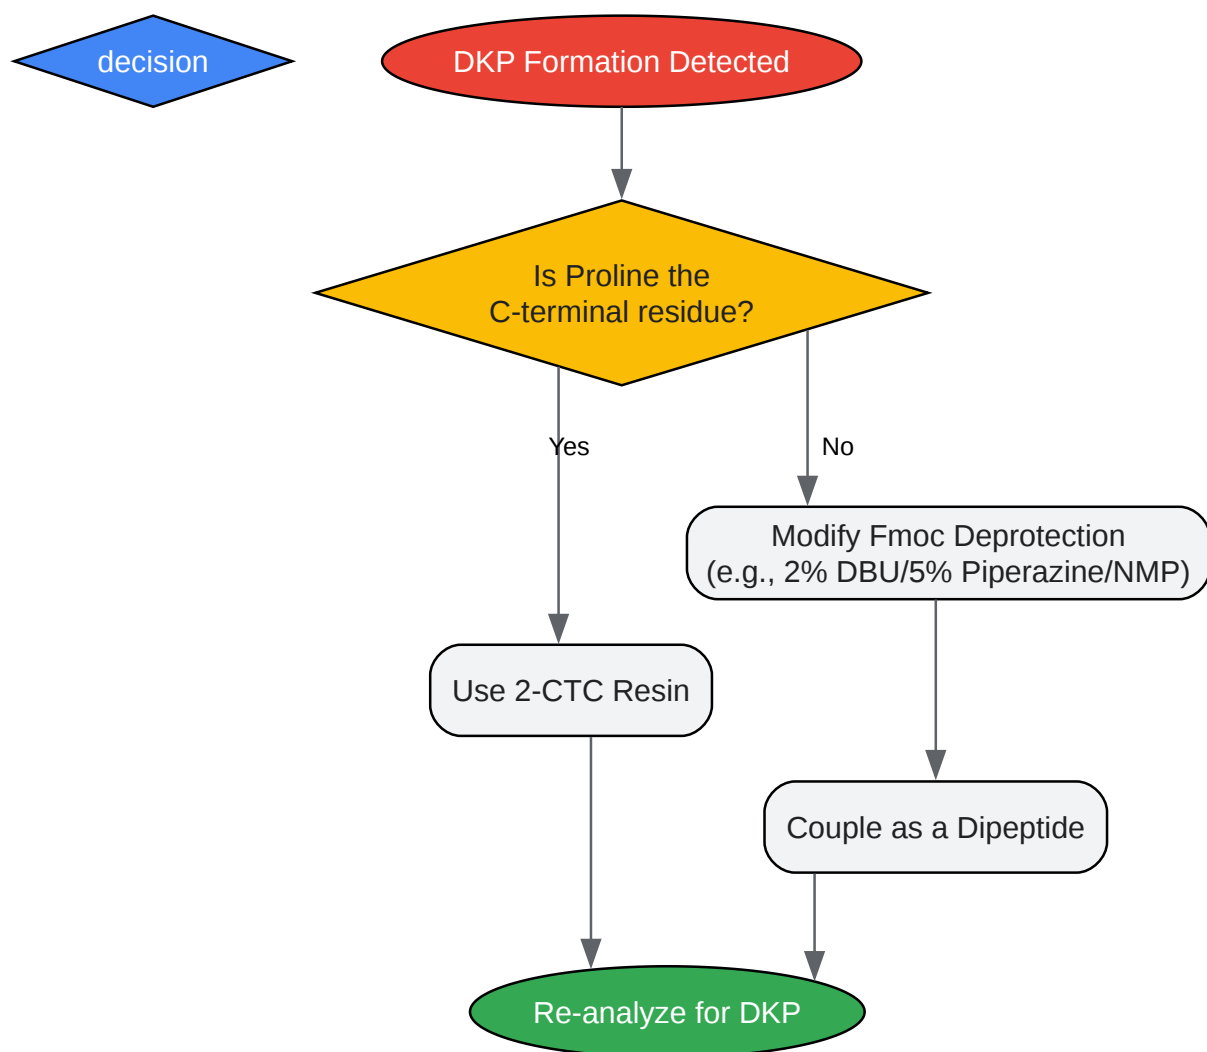 decision
DKP Formation Detected
Is Proline the
C-terminal residue?
Yes
No
Modify Fmoc Deprotection
(e.g., 2% DBU/5% Piperazine/NMP)
Use 2-CTC Resin
Couple as a Dipeptide
Re-analyze for DKP